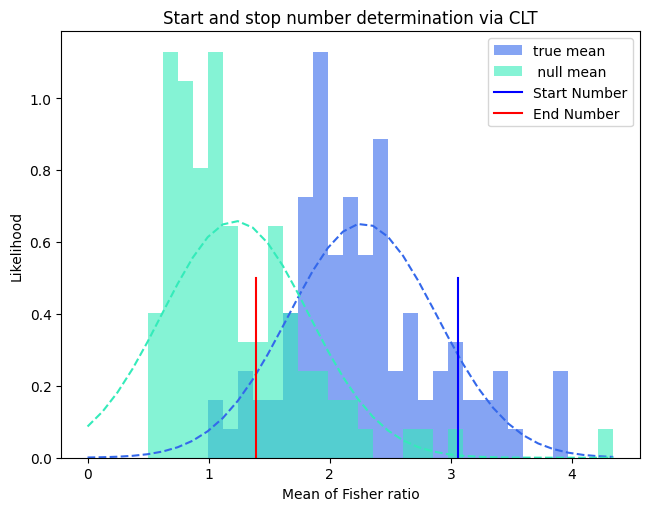 Start and stop number determination via CLT
true mean
null mean
Start Number
End Number
Likelihood
1.0
0.8
0.6
0.4
0.2
0.0
0
1
2
3
4
Mean of Fisher ratio